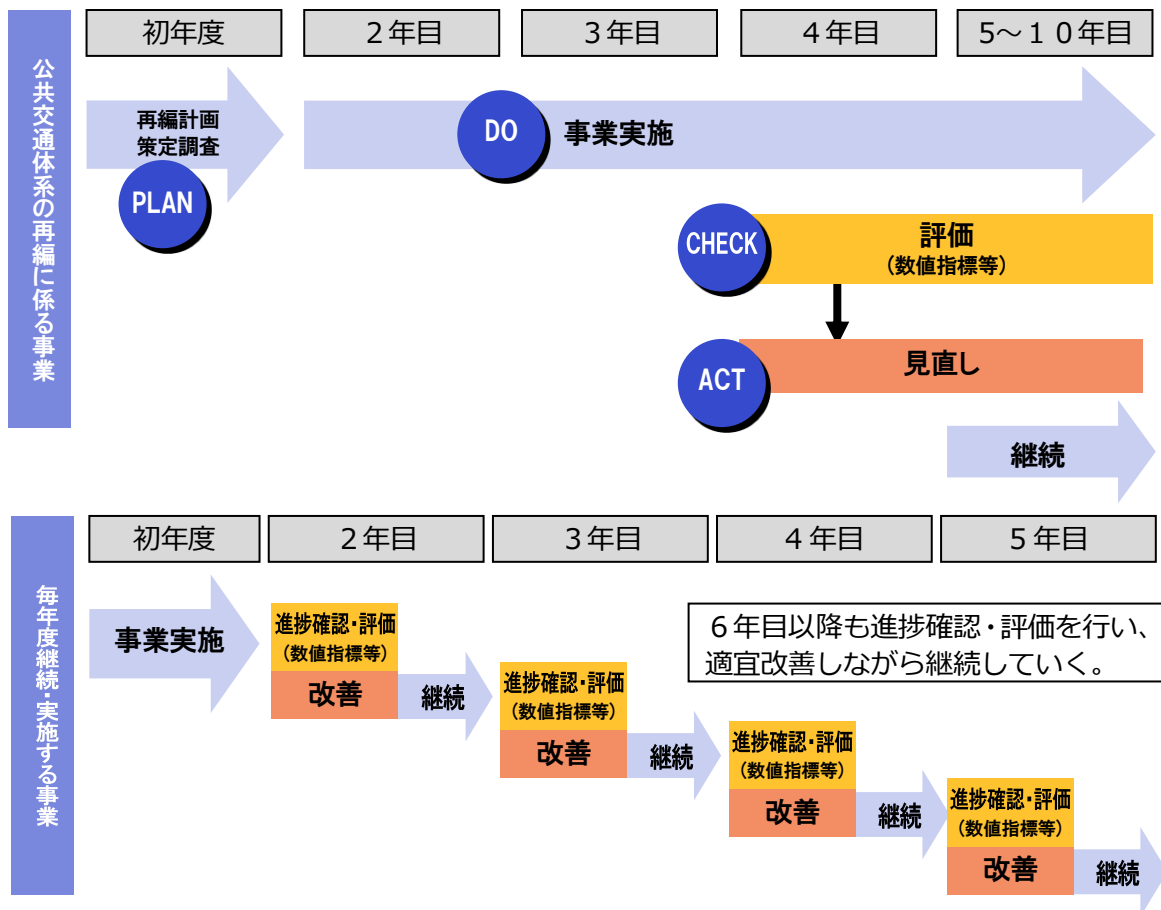 公共交通体系の再編に係る事業
初年度
2年目
3年目
4年目
5~10年目
再編計画
策定調査
PLAN
DO
事業実施
CHECK
評価
(数値指標等)
ACT
見直し
継続
毎年度継続・実施する事業
初年度
2年目
3年目
4年目
5年目
事業実施
進捗確認・評価
(数値指標等)
改善
継続
進捗確認・評価
(数値指標等)
改善
継続
進捗確認・評価
(数値指標等)
改善
継続
進捗確認・評価
(数値指標等)
改善
継続
6年目以降も進捗確認・評価を行い、
適宜改善しながら継続していく。